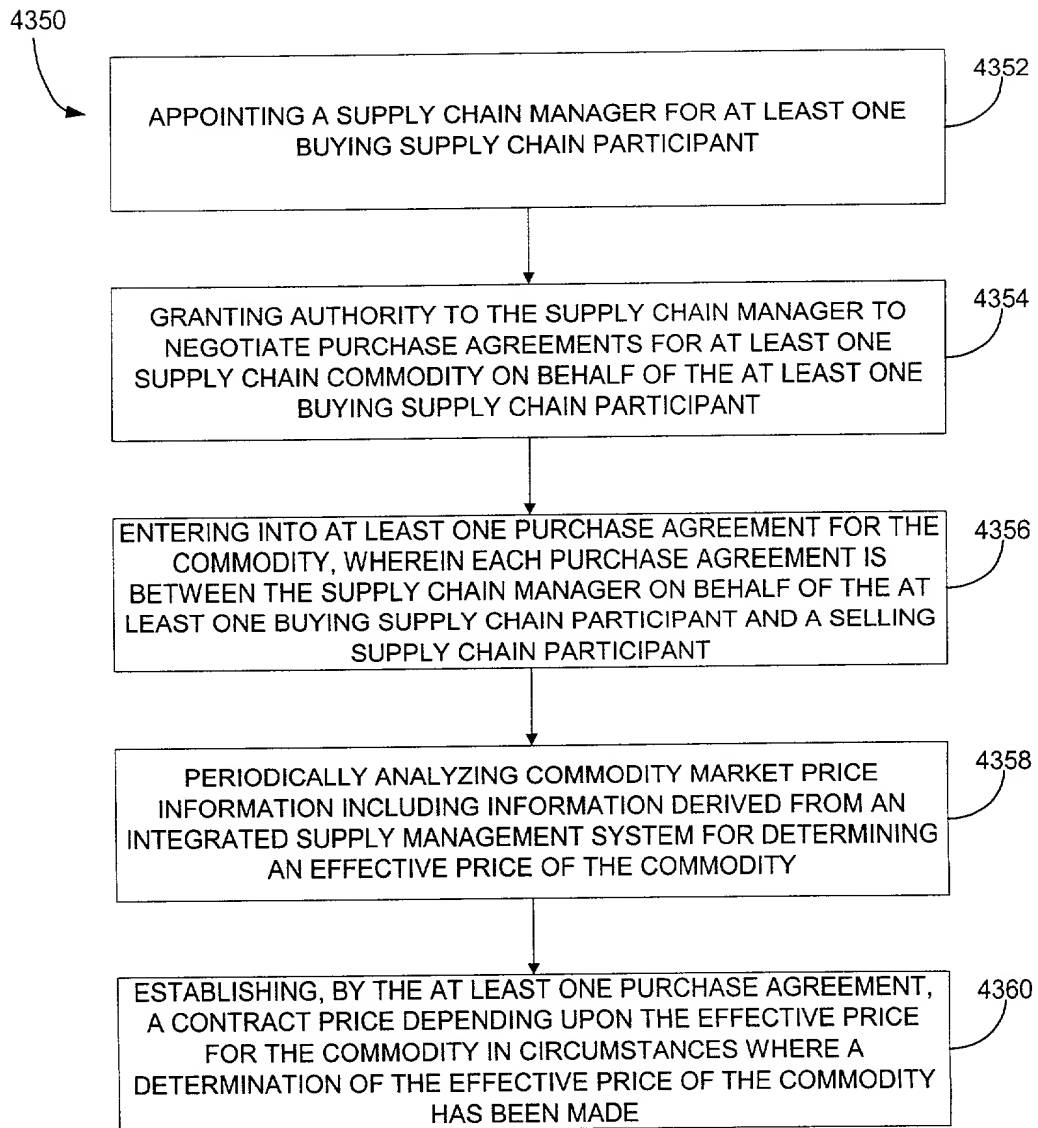 4350
4352
APPOINTING A SUPPLY CHAIN MANAGER FOR AT LEAST ONE
BUYING SUPPLY CHAIN PARTICIPANT
4354
GRANTING AUTHORITY TO THE SUPPLY CHAIN MANAGER TO
NEGOTIATE PURCHASE AGREEMENTS FOR AT LEAST ONE
SUPPLY CHAIN COMMODITY ON BEHALF OF THE AT LEAST ONE
BUYING SUPPLY CHAIN PARTICIPANT
4356
ENTERING INTO AT LEAST ONE PURCHASE AGREEMENT FOR THE
COMMODITY, WHEREIN EACH PURCHASE AGREEMENT IS
BETWEEN THE SUPPLY CHAIN MANAGER ON BEHALF OF THE AT
LEAST ONE BUYING SUPPLY CHAIN PARTICIPANT AND A SELLING
SUPPLY CHAIN PARTICIPANT
4358
PERIODICALLY ANALYZING COMMODITY MARKET PRICE
INFORMATION INCLUDING INFORMATION DERIVED FROM AN
INTEGRATED SUPPLY MANAGEMENT SYSTEM FOR DETERMINING
AN EFFECTIVE PRICE OF THE COMMODITY
4360
ESTABLISHING, BY THE AT LEAST ONE PURCHASE AGREEMENT,
A CONTRACT PRICE DEPENDING UPON THE EFFECTIVE PRICE
FOR THE COMMODITY IN CIRCUMSTANCES WHERE A
DETERMINATION OF THE EFFECTIVE PRICE OF THE COMMODITY
HAS BEEN MADE